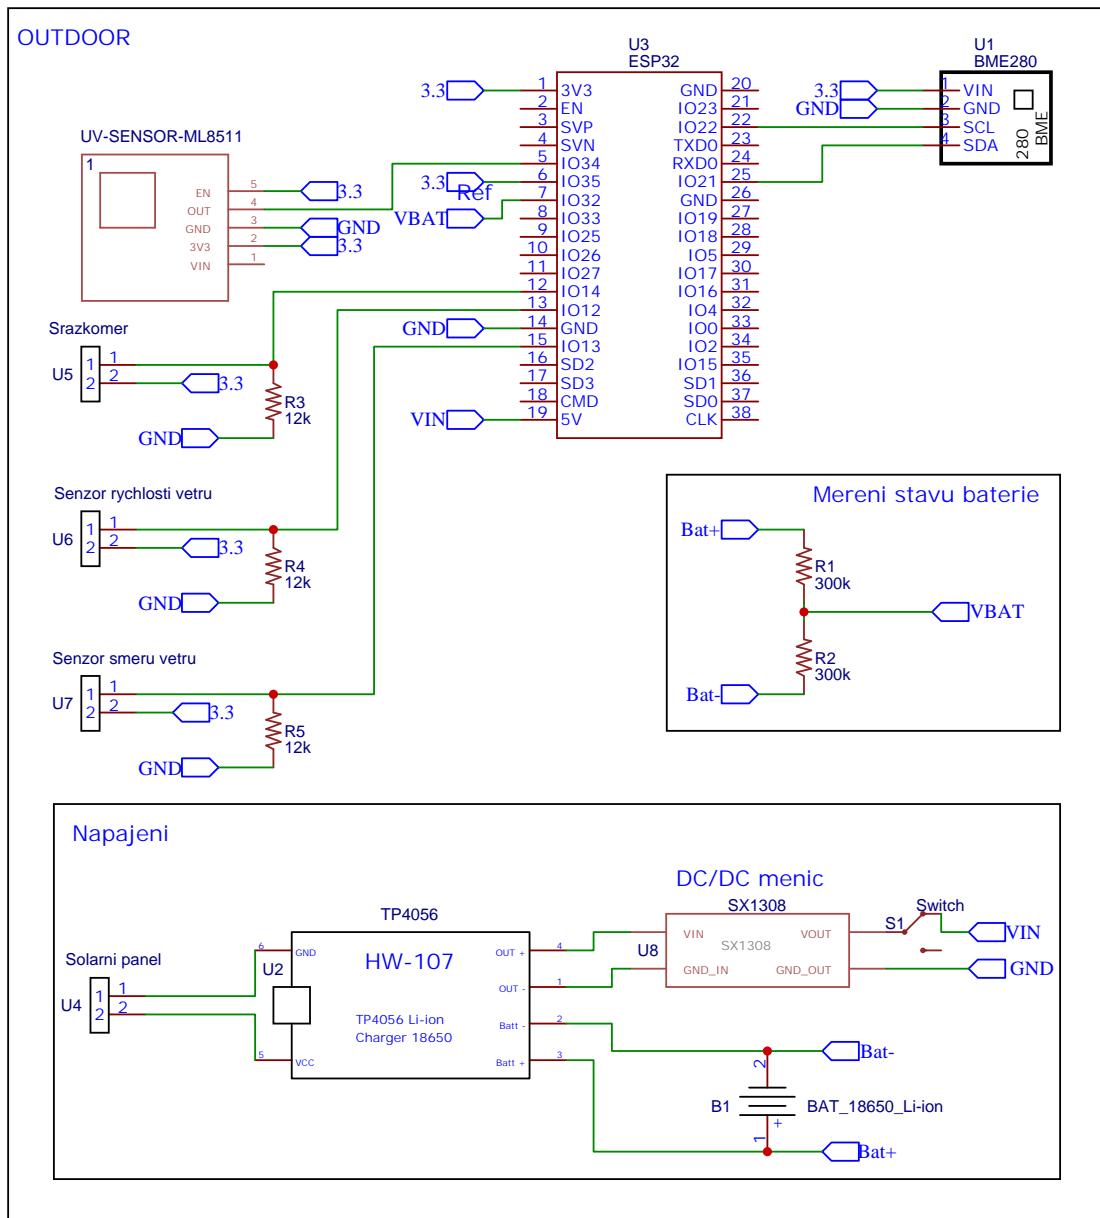 OUTDOOR
UV-SENSOR-ML8511
1
EN 5 3.3
OUT 4
GND 3 GND
3V3 2 3.3
VIN 1
U3
ESP32
3.3 1 3V3
2 EN
3 SVP
4 SVN
5 IO34
3.3 6 IO35
Ref
7 IO32
VBAT 8 IO33
9 IO25
10 IO26
11 IO27
12 IO14
13 IO12
GND 14 GND
15 IO13
16 SD2
17 SD3
18 CMD
VIN 19 5V
GND 20
IO23 21
IO22 22
TXD0 23
RXD0 24
IO21 25
GND 26
IO19 27
IO18 28
IO5 29
IO17 30
IO16 31
IO4 32
IO0 33
IO2 34
IO15 35
SD1 36
SD0 37
CLK 38
U1
BME280
3.3 1 VIN
GND 2 GND
3 SCL
4 SDA
280
BME
Srazkomer
U5 1 1
2 2 3.3
R3
12k
GND
Senzor rychlosti vetru
U6 1 1
2 2 3.3
R4
12k
GND
Senzor smeru vetru
U7 1 1
2 2 3.3
R5
12k
GND
Mereni stavu baterie
Bat+
R1
300k
VBAT
R2
300k
Bat-
Napajeni
Solarni panel
U4 1 1
2 2
TP4056
U2
HW-107
TP4056 Li-ion
Charger 18650
6 GND
5 VCC
OUT + 4
OUT - 1
Batt - 2
Batt + 3
DC/DC menic
SX1308
U8
VIN VOUT
SX1308
GND_IN GND_OUT
S1
Switch
VIN
GND
Bat-
2
B1 BAT_18650_Li-ion
+
1
Bat+